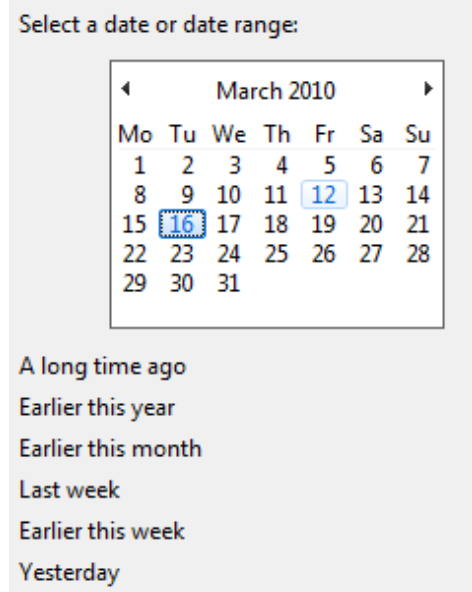 Select a date or date range:
March 2010
Mo Tu We Th Fr Sa Su
1 2 3 4 5 6 7
8 9 10 11 12 13 14
15 16 17 18 19 20 21
22 23 24 25 26 27 28
29 30 31
A long time ago
Earlier this year
Earlier this month
Last week
Earlier this week
Yesterday